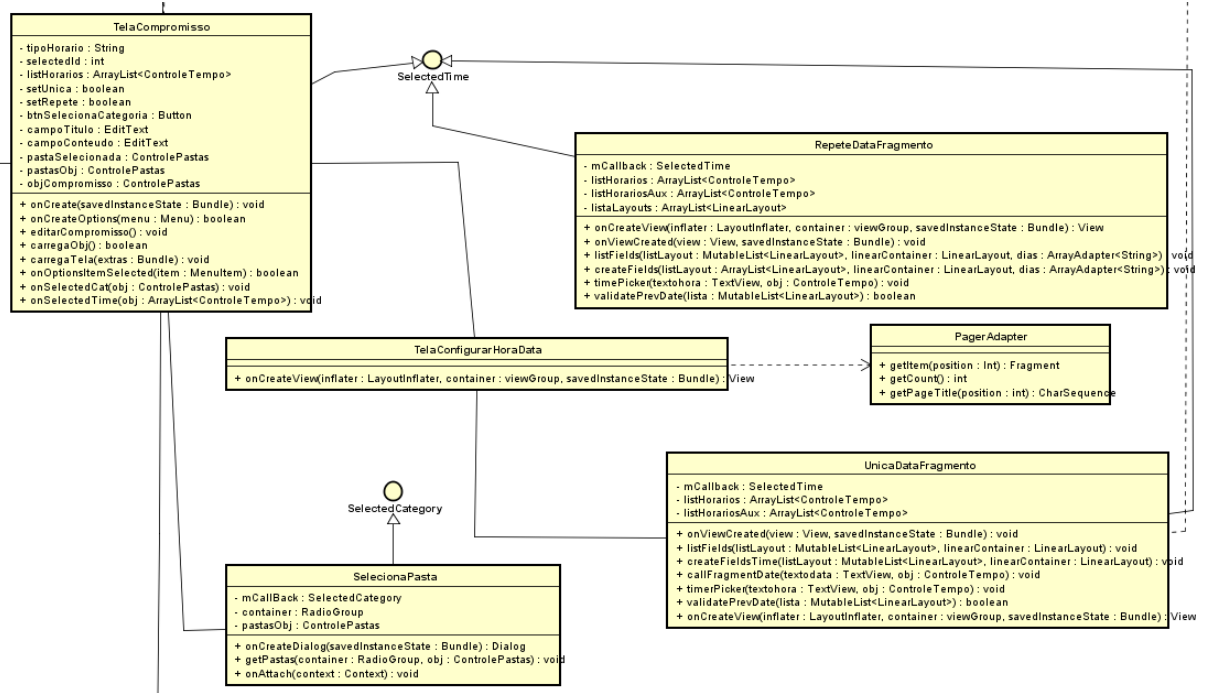 TelaCompromisso
- tipoHorario : String
- selectedId : int
- listHorarios : ArrayList<ControleTempo>
- setUnica : boolean
- setRepete : boolean
- btnSelecionaCategoria : Button
- campoTitulo : EditText
- campoConteudo : EditText
- pastaSelecionada : ControlePastas
- pastasObj : ControlePastas
- objCompromisso : ControlePastas
+ onCreate(savedInstanceState : Bundle) : void
+ onCreateOptions(menu : Menu) : boolean
+ editarCompromisso() : void
+ carregaObj() : boolean
+ carregaTela(extras : Bundle) : void
+ onOptionsItemSelected(item : MenuItem) : boolean
+ onSelectedCat(obj : ControlePastas) : void
+ onSelectedTime(obj : ArrayList<ControleTempo>) : void
SelectedTime
RepeteDataFragmento
- mCallback : SelectedTime
- listHorarios : ArrayList<ControleTempo>
- listHorariosAux : ArrayList<ControleTempo>
- listaLayouts : ArrayList<LinearLayout>
+ onCreateView(inflater : LayoutInflater, container : viewGroup, savedInstanceState : Bundle) : View
+ onViewCreated(view : View, savedInstanceState : Bundle) : void
+ listFields(listLayout : MutableList<LinearLayout>, linearContainer : LinearLayout, dias : ArrayAdapter<String>) : void
+ createFields(listLayout : ArrayList<LinearLayout>, linearContainer : LinearLayout, dias : ArrayAdapter<String>) : void
+ timePicker(textohora : TextView, obj : ControleTempo) : void
+ validatePrevDate(lista : MutableList<LinearLayout>) : boolean
TelaConfigurarHoraData
+ onCreateView(inflater : LayoutInflater, container : viewGroup, savedInstanceState : Bundle) : View
PagerAdapter
+ getItem(position : Int) : Fragment
+ getCount() : int
+ getPageTitle(position : int) : CharSequence
UnicaDataFragmento
- mCallback : SelectedTime
- listHorarios : ArrayList<ControleTempo>
- listHorariosAux : ArrayList<ControleTempo>
+ onViewCreated(view : View, savedInstanceState : Bundle) : void
+ listFields(listLayout : MutableList<LinearLayout>, linearContainer : LinearLayout) : void
+ createFieldsTime(listLayout : MutableList<LinearLayout>, linearContainer : LinearLayout) : void
+ callFragmentDate(textodata : TextView, obj : ControleTempo) : void
+ timerPicker(textohora : TextView, obj : ControleTempo) : void
+ validatePrevDate(lista : MutableList<LinearLayout>) : boolean
+ onCreateView(inflater : LayoutInflater, container : viewGroup, savedInstanceState : Bundle) : View
SelectedCategory
SelecionaPasta
- mCallBack : SelectedCategory
- container : RadioGroup
- pastasObj : ControlePastas
+ onCreateDialog(savedInstanceState : Bundle) : Dialog
+ getPastas(container : RadioGroup, obj : ControlePastas) : void
+ onAttach(context : Context) : void